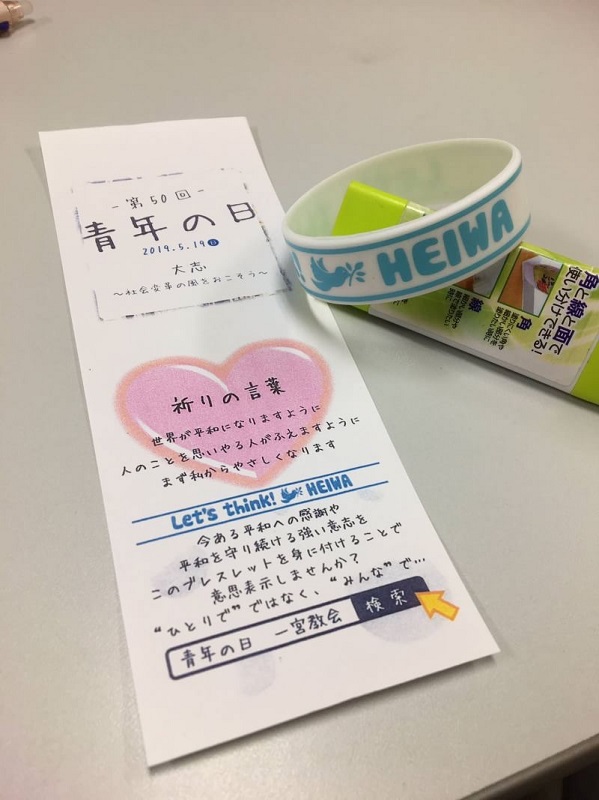 - 第50回 -
青年の日
2019.5.19日
大志
～社会変革の風をおこそう～
祈りの言葉
世界が平和になりますように
人のことを思いやる人がふえますように
まず私からやさしくなります
Let's think! HEIWA
今ある平和への感謝や
平和を守り続ける強い意志を
このブレスレットを身に付けることで
意思表示しませんか?
"ひとりで"ではなく、"みんな"で…
青年の日 一宮教会 検索
! HEIWA
角と線と面で
使い分けできる!
角
線